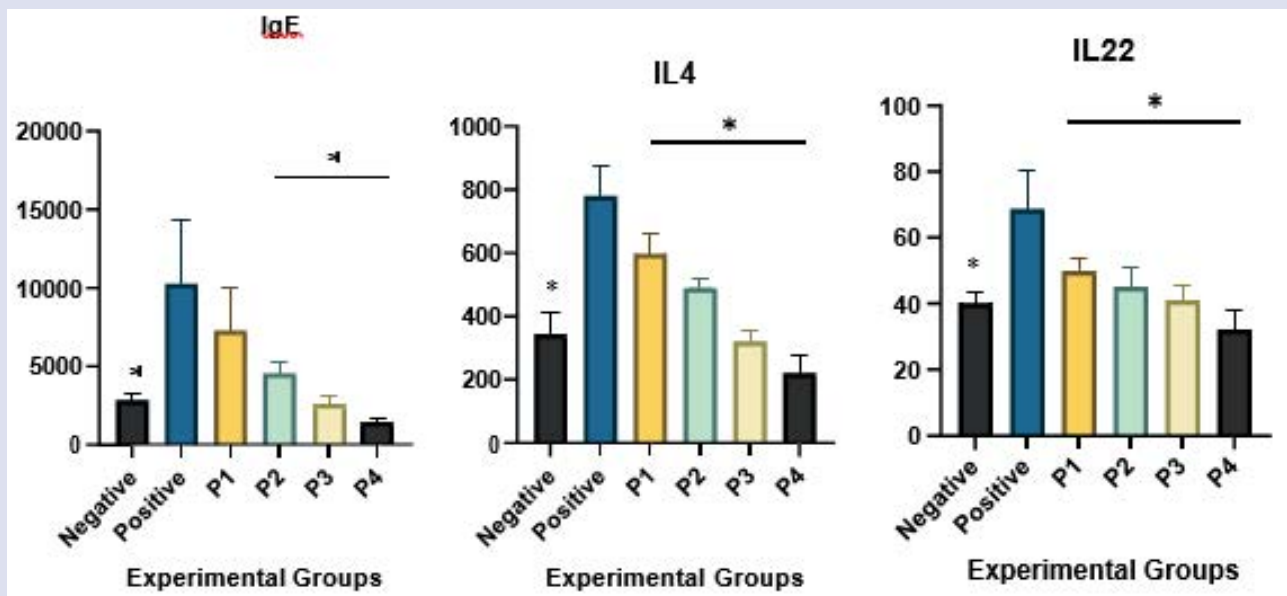 IgE
20000
15000
10000
5000
0
*
*
Negative
Positive
P1
P2
P3
P4
Experimental Groups
IL4
1000
800
600
400
200
0
*
*
Negative
Positive
P1
P2
P3
P4
Experimental Groups
IL22
100
80
60
40
20
0
*
*
Negative
Positive
P1
P2
P3
P4
Experimental Groups